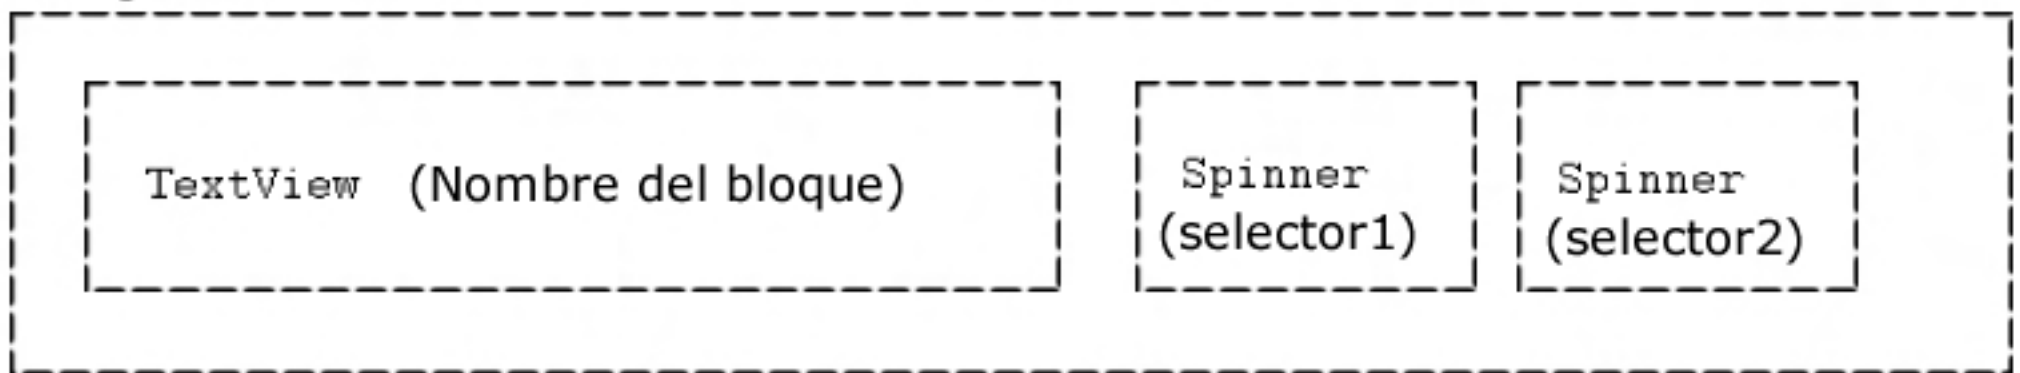 TextView (Nombre del bloque)
Spinner
(selector1)
Spinner
(selector2)